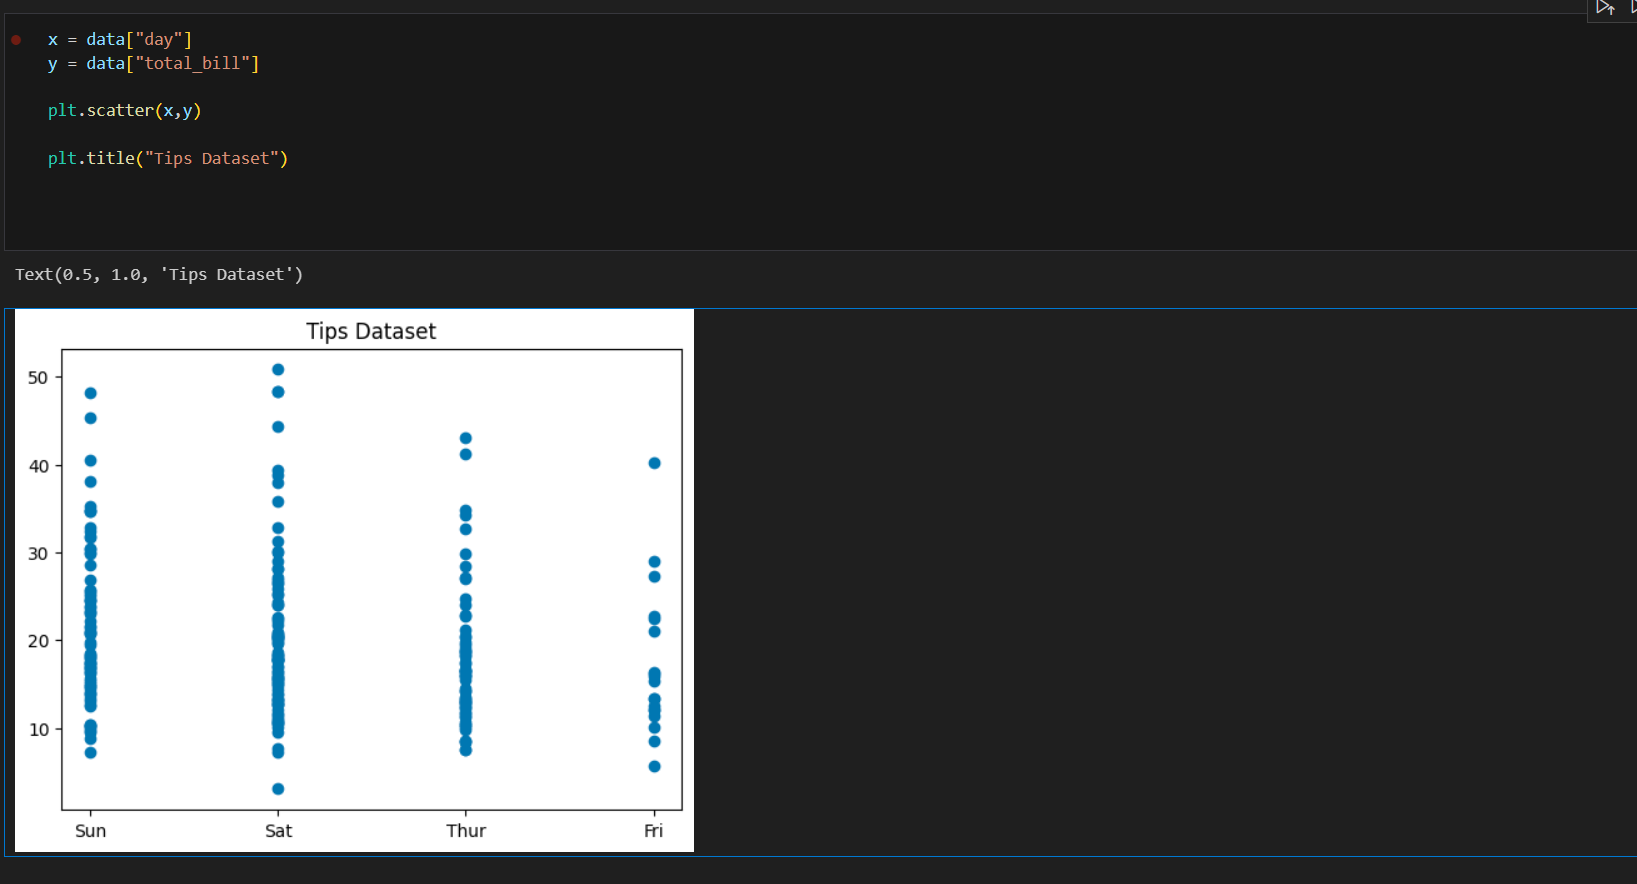 x = data["day"]
y = data["total_bill"]
plt.scatter(x,y)
plt.title("Tips Dataset")
Text(0.5, 1.0, 'Tips Dataset')
Tips Dataset
50
40
30
20
10
Sun Sat Thur Fri